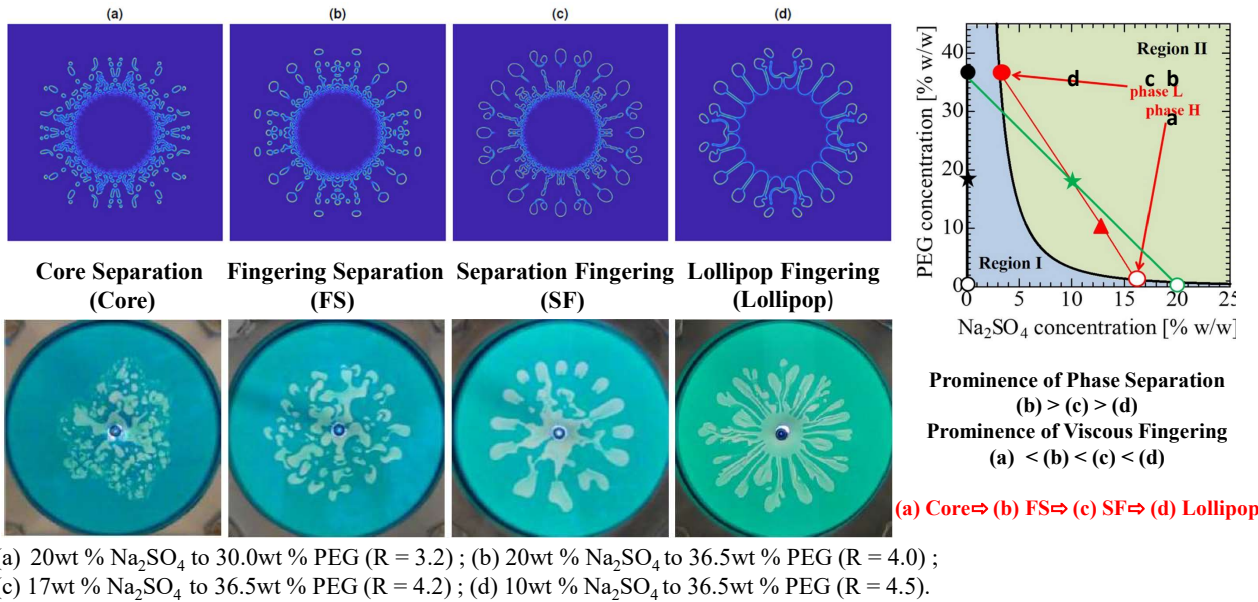 (a)
(b)
(c)
(d)
Core Separation
(Core)
Fingering Separation
(FS)
Separation Fingering
(SF)
Lollipop Fingering
(Lollipop)
PEG concentration [% w/w]
40
30
20
10
0
Region II
d
c
b
phase L
phase H
a
Region I
0
5
10
15
20
25
Na₂SO₄ concentration [% w/w]
Prominence of Phase Separation
(b) > (c) > (d)
Prominence of Viscous Fingering
(a) < (b) < (c) < (d)
(a) Core⇨ (b) FS⇨ (c) SF⇨ (d) Lollipop
(a) 20wt % Na₂SO₄ to 30.0wt % PEG (R = 3.2) ; (b) 20wt % Na₂SO₄ to 36.5wt % PEG (R = 4.0) ;
(c) 17wt % Na₂SO₄ to 36.5wt % PEG (R = 4.2) ; (d) 10wt % Na₂SO₄ to 36.5wt % PEG (R = 4.5).